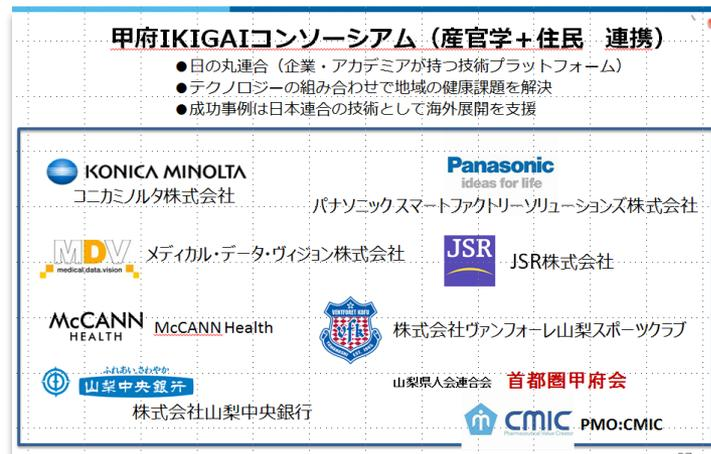 甲府IKIGAIコンソーシアム（産官学＋住民　連携）
●日の丸連合（企業・アカデミアが持つ技術プラットフォーム）
●テクノロジーの組み合わせで地域の健康課題を解決
●成功事例は日本連合の技術として海外展開を支援
KONICA MINOLTA
コニカミノルタ株式会社
Panasonic
ideas for life
パナソニック スマートファクトリーソリューションズ株式会社
MDV
medical.data.vision
メディカル・データ・ヴィジョン株式会社
JSR
JSR株式会社
McCANN
HEALTH
McCANN Health
VENTFORET KOFU
vfk
株式会社ヴァンフォーレ山梨スポーツクラブ
ふれあい、さわやか
山梨中央銀行
株式会社山梨中央銀行
山梨県人会連合会　首都圏甲府会
CMIC
Pharmaceutical Value Creator
PMO:CMIC